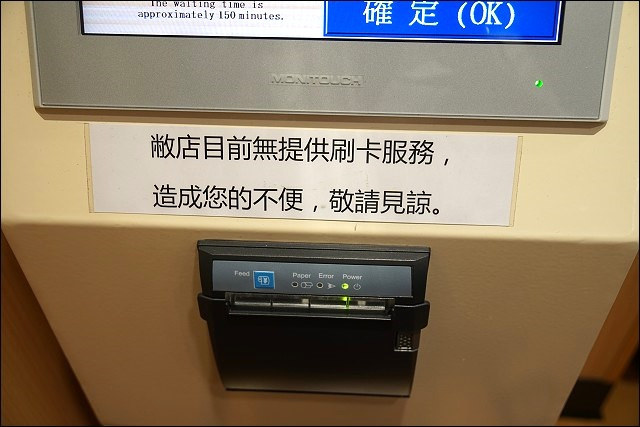 The waiting time is
approximately 150 minutes.
確定(OK)
MONITOUCH
敝店目前無提供刷卡服務，
造成您的不便，敬請見諒。
Feed Paper Error Power